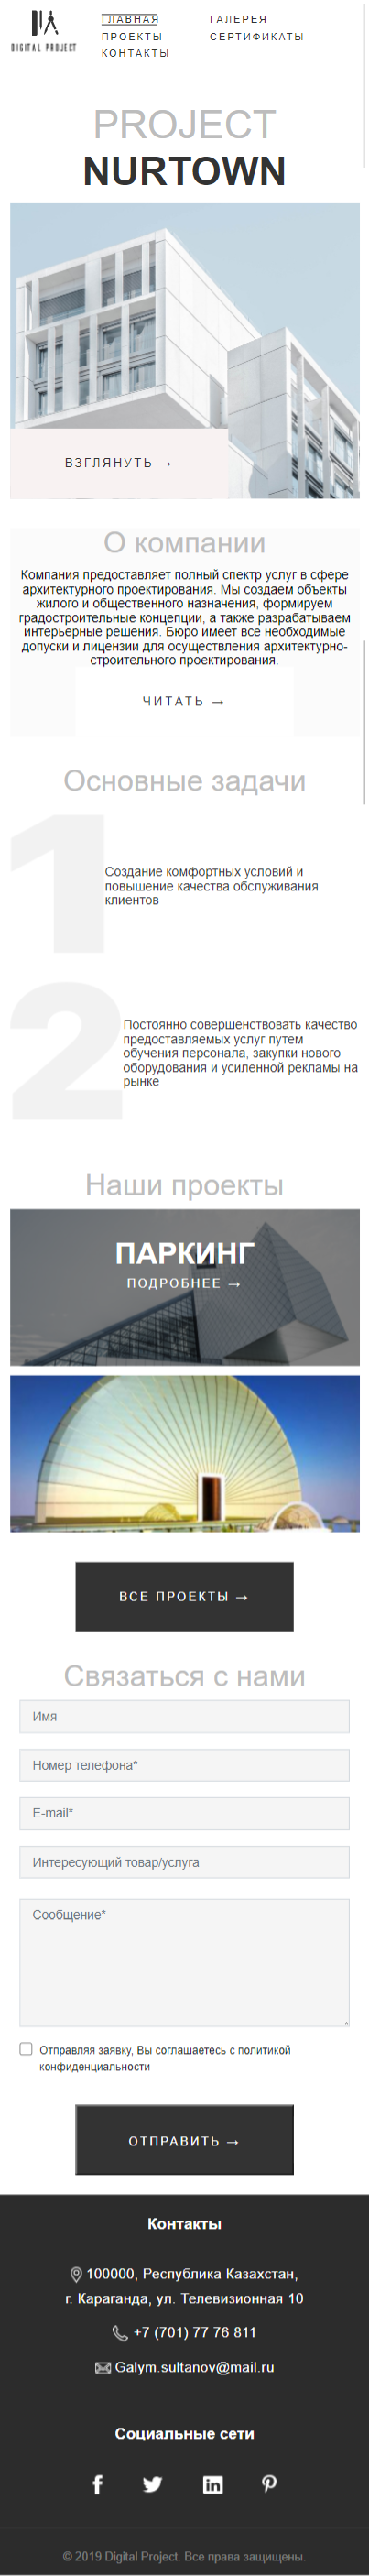 DIGITAL PROJECT
ГЛАВНАЯ
ГАЛЕРЕЯ
ПРОЕКТЫ
СЕРТИФИКАТЫ
КОНТАКТЫ
PROJECT
NURTOWN
ВЗГЛЯНУТЬ →
О компании
Компания предоставляет полный спектр услуг в сфере
архитектурного проектирования. Мы создаем объекты
жилого и общественного назначения, формируем
градостроительные концепции, а также разрабатываем
интерьерные решения. Бюро имеет все необходимые
допуски и лицензии для осуществления архитектурно-
строительного проектирования.
ЧИТАТЬ →
Основные задачи
1
Создание комфортных условий и
повышение качества обслуживания
клиентов
2
Постоянно совершенствовать качество
предоставляемых услуг путем
обучения персонала, закупки нового
оборудования и усиленной рекламы на
рынке
Наши проекты
ПАРКИНГ
ПОДРОБНЕЕ →
ВСЕ ПРОЕКТЫ →
Связаться с нами
Имя
Номер телефона*
E-mail*
Интересующий товар/услуга
Сообщение*
Отправляя заявку, Вы соглашаетесь с политикой
конфиденциальности
ОТПРАВИТЬ →
Контакты
100000, Республика Казахстан,
г. Караганда, ул. Телевизионная 10
+7 (701) 77 76 811
Galym.sultanov@mail.ru
Социальные сети
© 2019 Digital Project. Все права защищены.